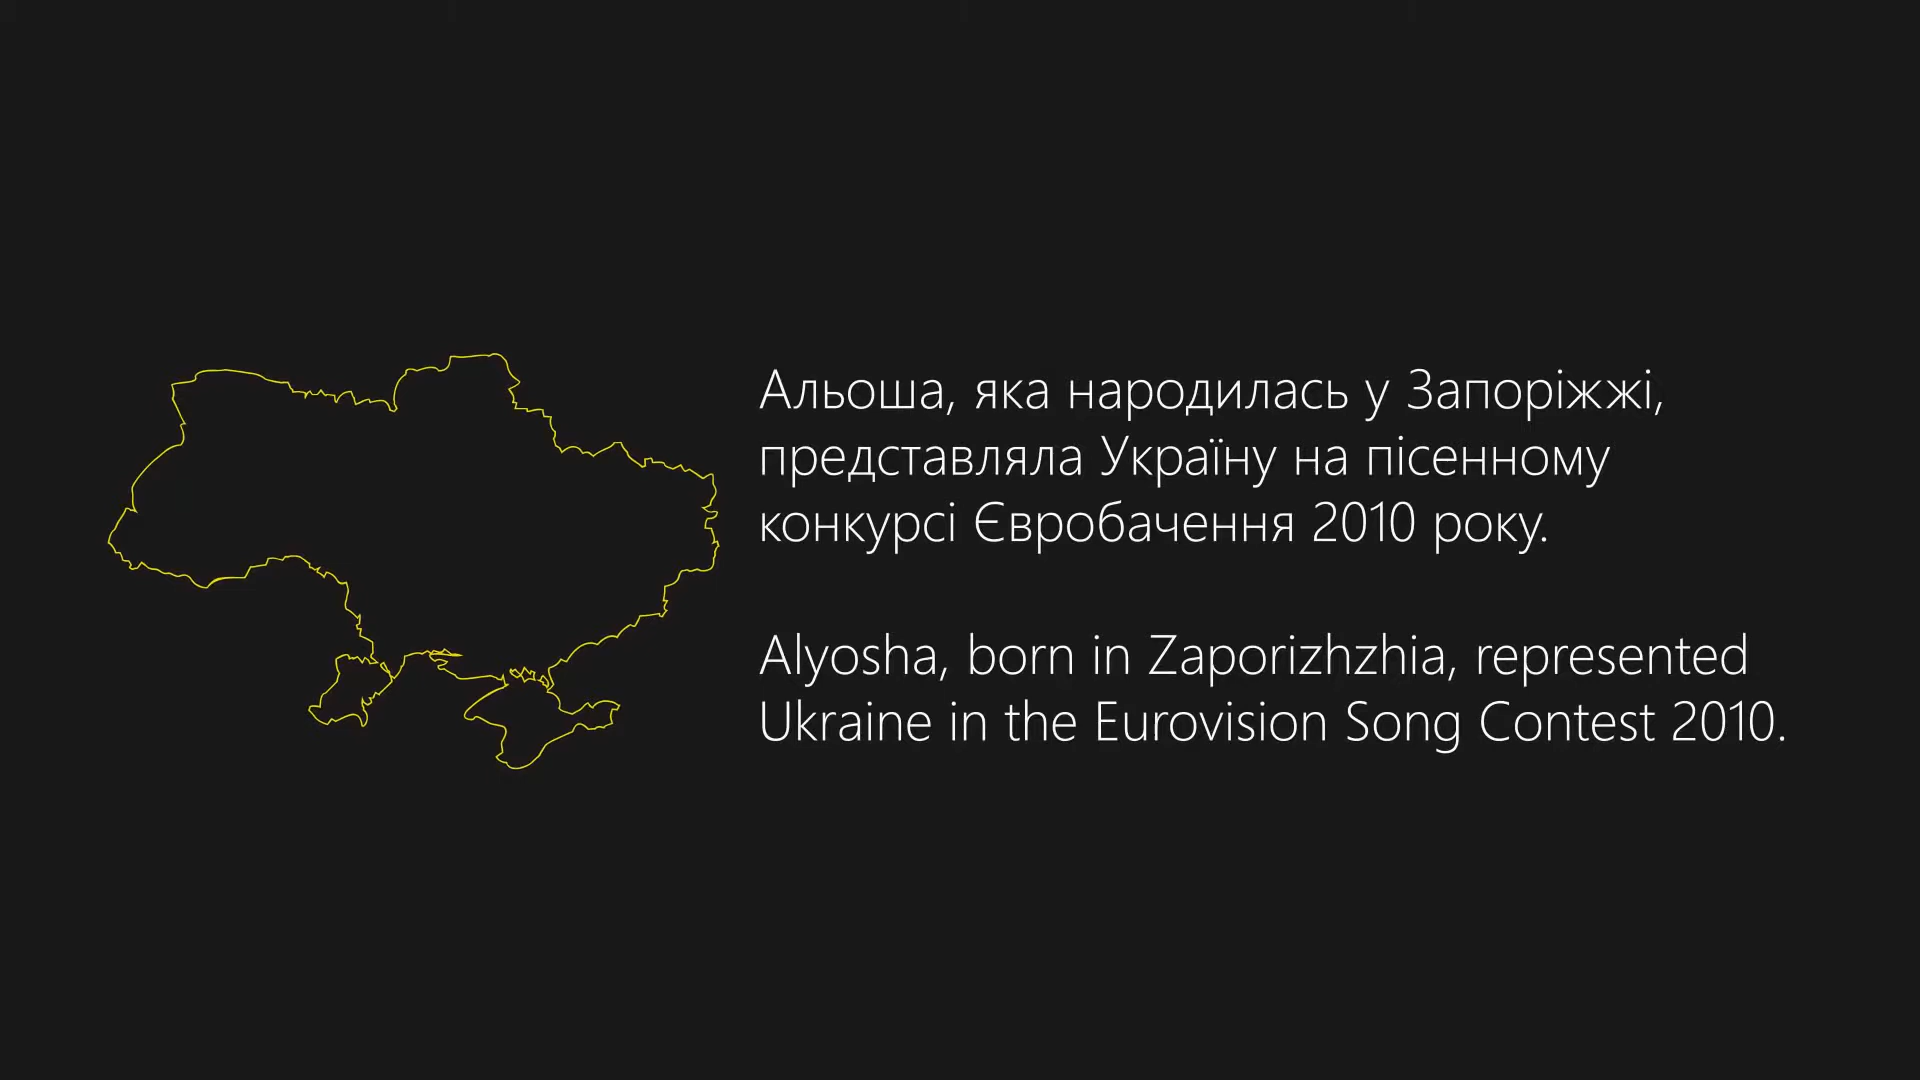 Альоша, яка народилась у Запоріжжі,
представляла Україну на пісенному
конкурсі Євробачення 2010 року.
Alyosha, born in Zaporizhzhia, represented
Ukraine in the Eurovision Song Contest 2010.